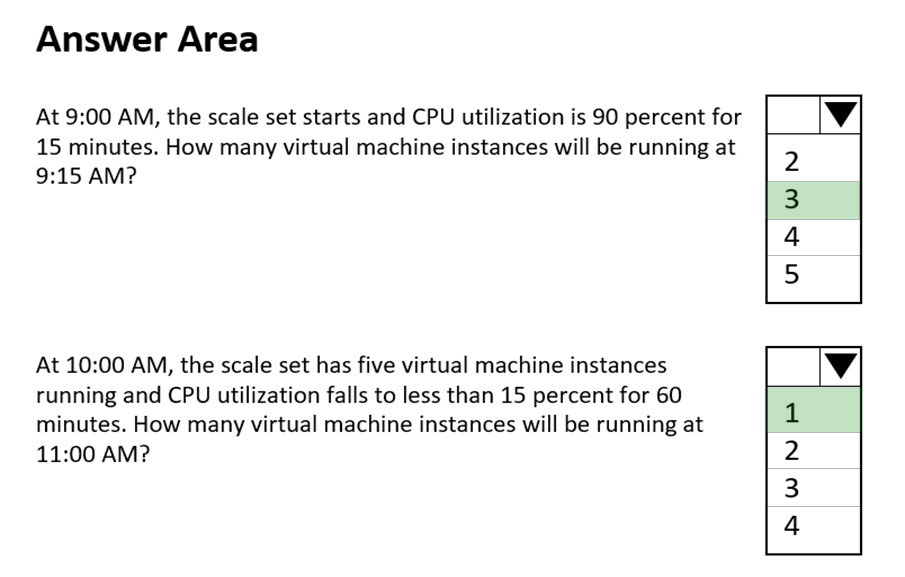 Answer Area
At 9:00 AM, the scale set starts and CPU utilization is 90 percent for
15 minutes. How many virtual machine instances will be running at
9:15 AM?
2
3
4
5
At 10:00 AM, the scale set has five virtual machine instances
running and CPU utilization falls to less than 15 percent for 60
minutes. How many virtual machine instances will be running at
11:00 AM?
1
2
3
4